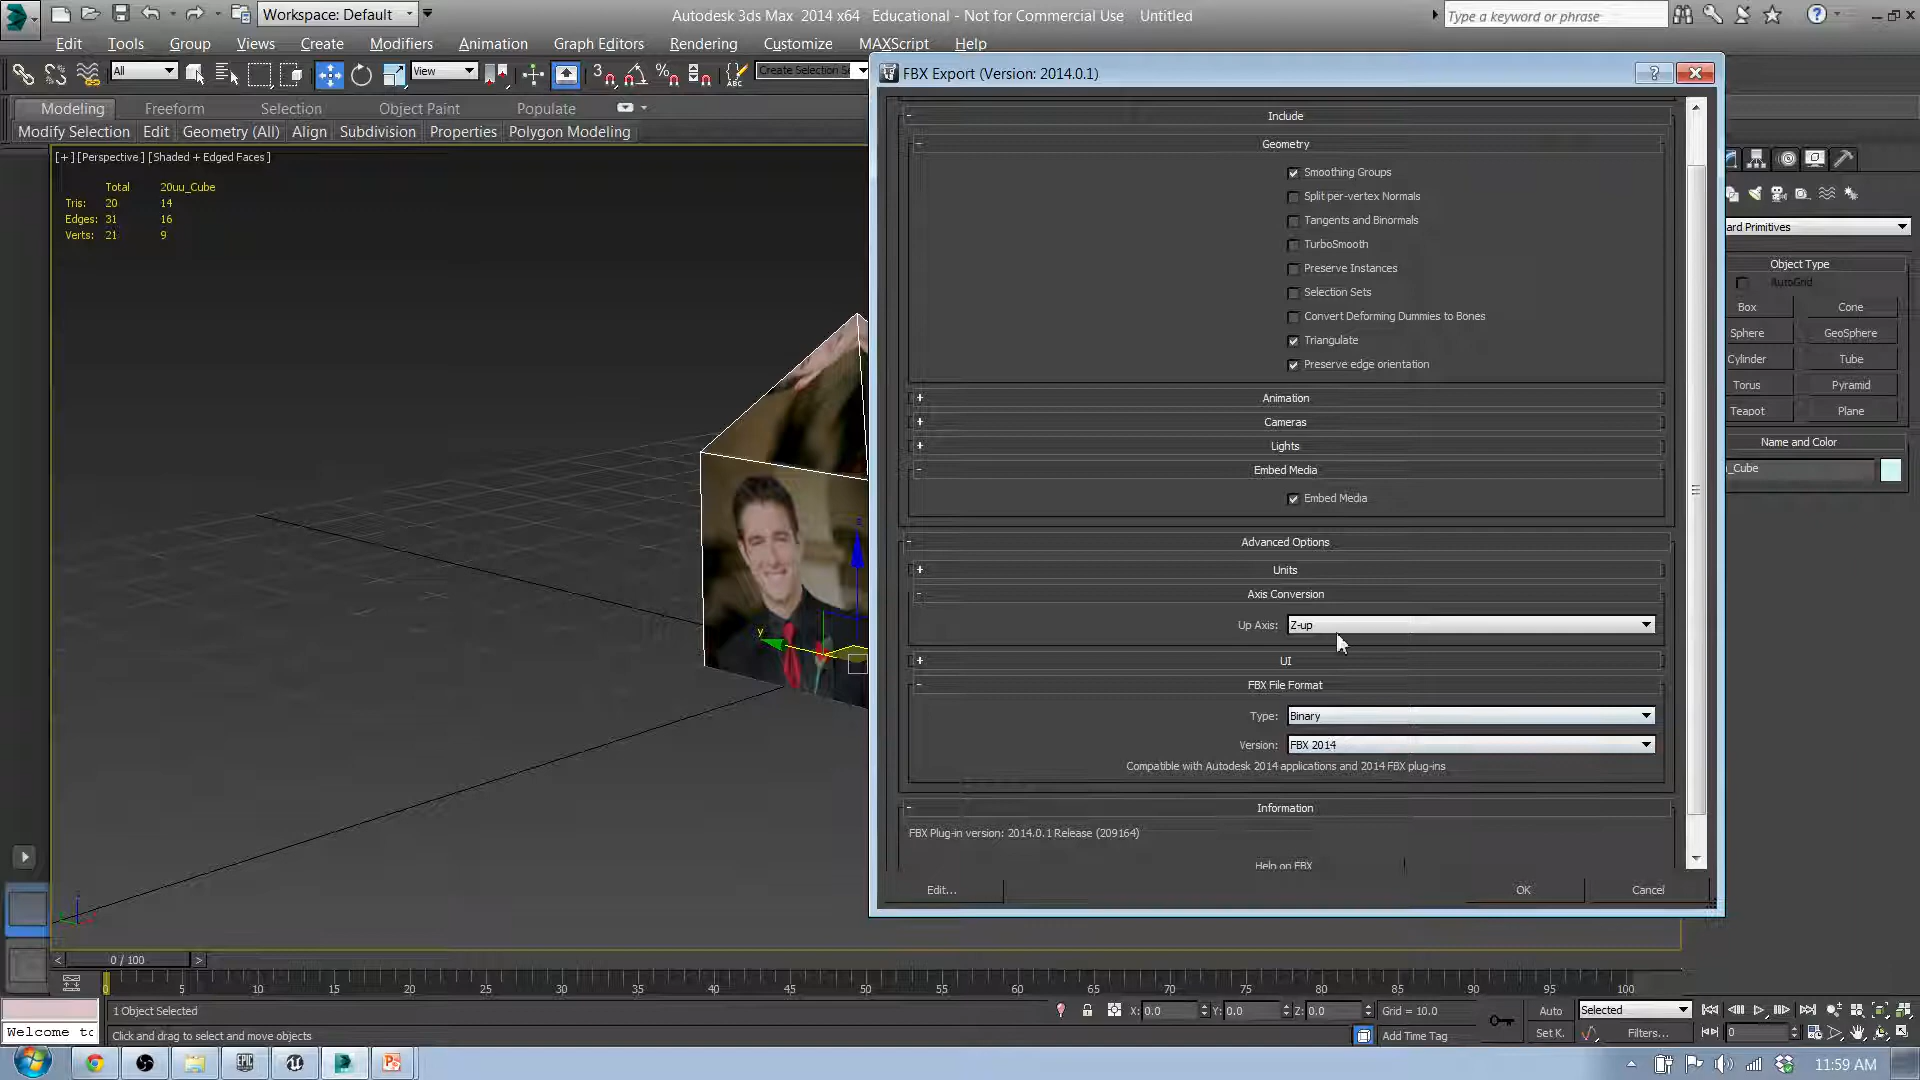 Workspace: Default
Autodesk 3ds Max 2014 x64 Educational - Not for Commercial Use Untitled
Type a keyword or phrase
Edit Tools Group Views Create Modifiers Animation Graph Editors Rendering Customize MAXScript Help
All View Create Selection Se
Modeling Freeform Selection Object Paint Populate
Modify Selection Edit Geometry (All) Align Subdivision Properties Polygon Modeling
[+] [Perspective] [Shaded + Edged Faces]
Total 20uu_Cube
Tris: 20 14
Edges: 31 16
Verts: 21 9
FBX Export (Version: 2014.0.1)
Include
Geometry
Smoothing Groups
Split per-vertex Normals
Tangents and Binormals
TurboSmooth
Preserve Instances
Selection Sets
Convert Deforming Dummies to Bones
Triangulate
Preserve edge orientation
Animation
Cameras
Lights
Embed Media
Embed Media
Advanced Options
Units
Axis Conversion
Up Axis: Z-up
UI
FBX File Format
Type: Binary
Version: FBX 2014
Compatible with Autodesk 2014 applications and 2014 FBX plug-ins
Information
FBX Plug-in version: 2014.0.1 Release (209164)
Help on FBX
Edit... OK Cancel
ard Primitives
Object Type
AutoGrid
Box Cone
Sphere GeoSphere
Cylinder Tube
Torus Pyramid
Teapot Plane
Name and Color
_Cube
z
y
< 0 / 100 >
0 5 10 15 20 25 30 35 40 45 50 55 60 65 70 75 80 85 90 95 100
1 Object Selected X: 0.0 Y: 0.0 Z: 0.0 Grid = 10.0 Auto Selected
Welcome to Click and drag to select and move objects Add Time Tag Set K. Filters... 0
11:59 AM